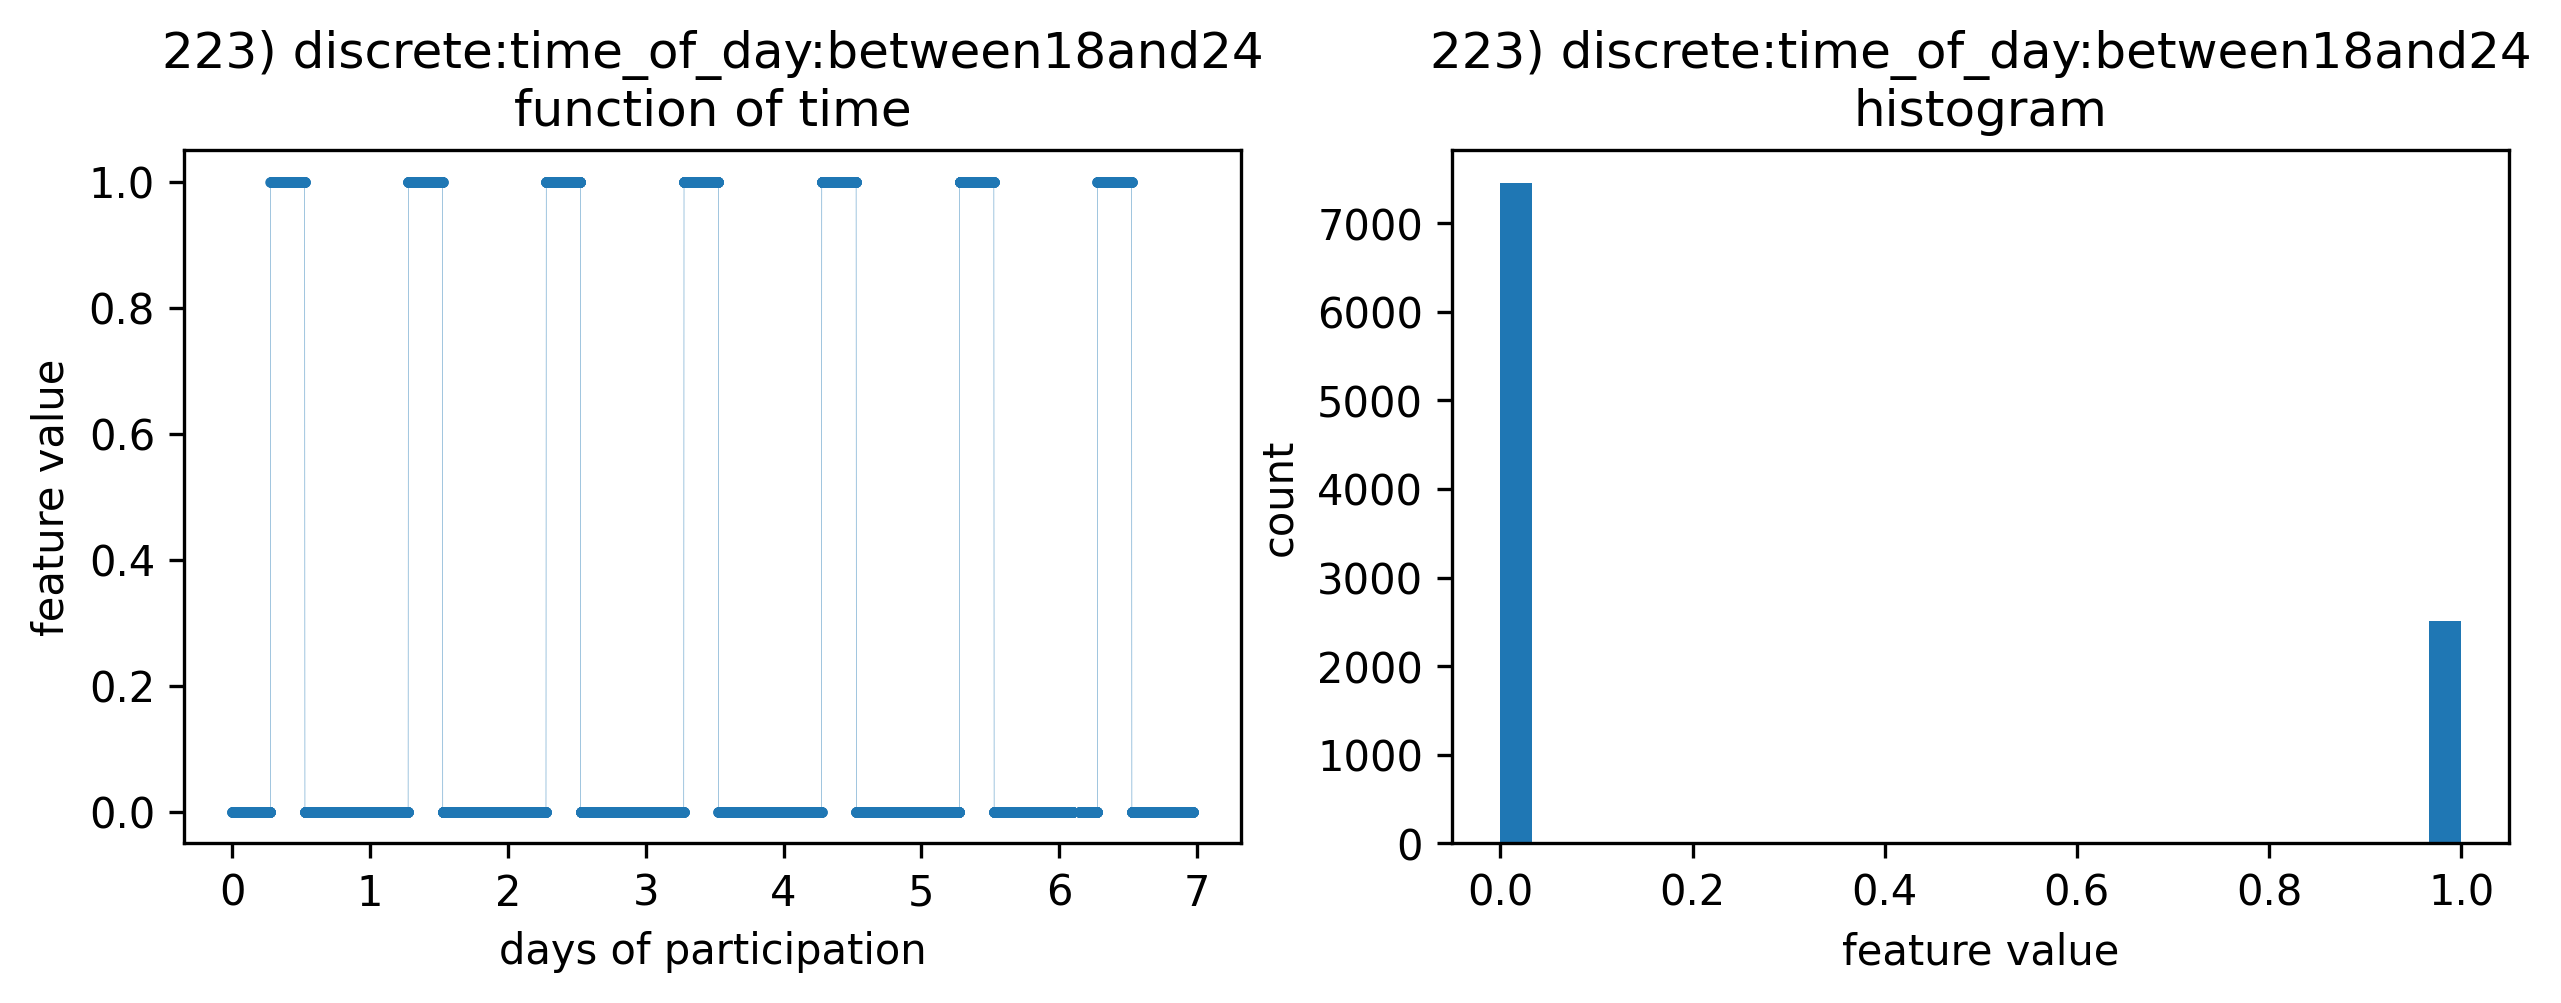 223) discrete:time_of_day:between18and24
function of time
1.0
0.8
0.6
0.4
0.2
0.0
feature value
0 1 2 3 4 5 6 7
days of participation
223) discrete:time_of_day:between18and24
histogram
7000
6000
5000
4000
3000
2000
1000
0
count
0.0 0.2 0.4 0.6 0.8 1.0
feature value